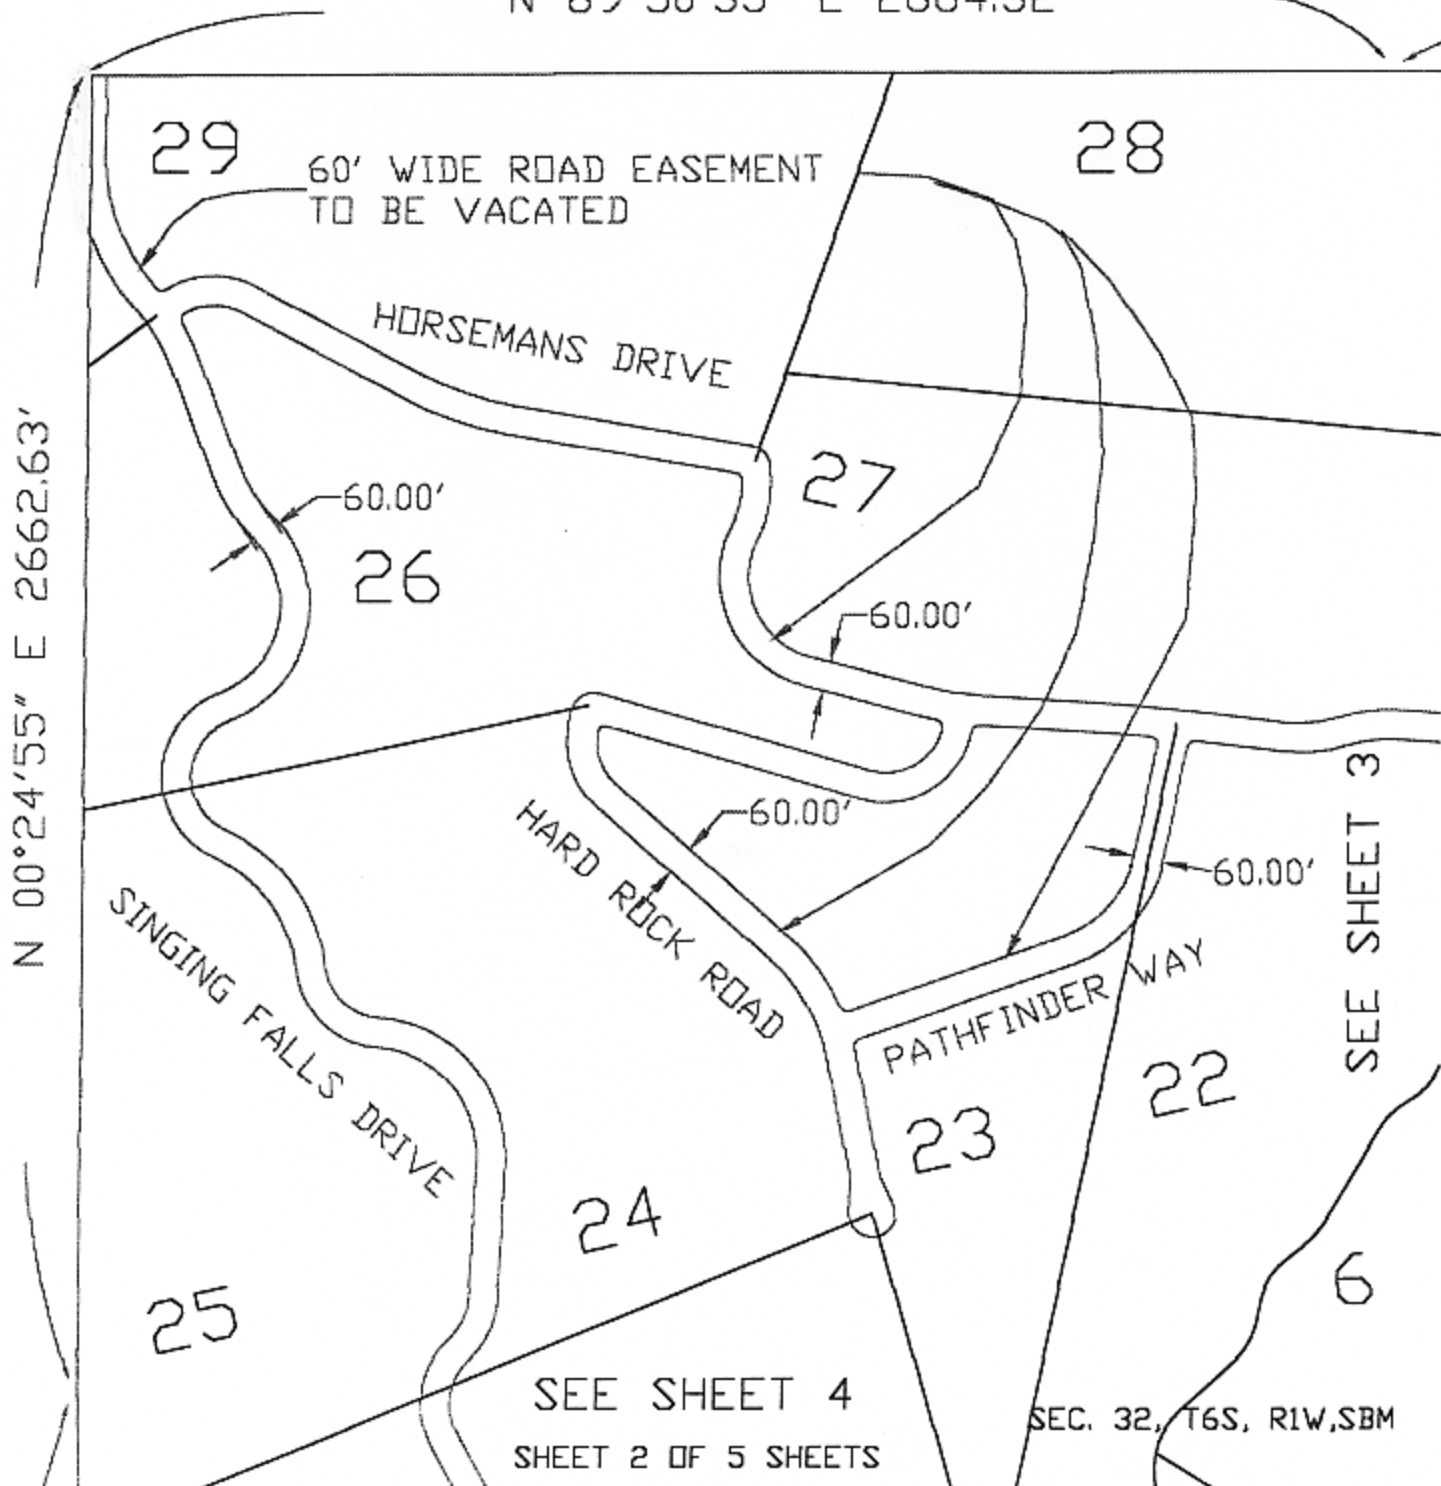 29
28
60' WIDE ROAD EASEMENT
TO BE VACATED
HORSEMANS DRIVE
27
60.00'
26
60.00'
N 00°24'55" E 2662.63'
60.00'
HARD ROCK ROAD
60.00'
SEE SHEET 3
SINGING FALLS DRIVE
PATHFINDER WAY
22
23
24
6
25
SEE SHEET 4
SEC. 32, T6S, R1W,SBM
SHEET 2 OF 5 SHEETS